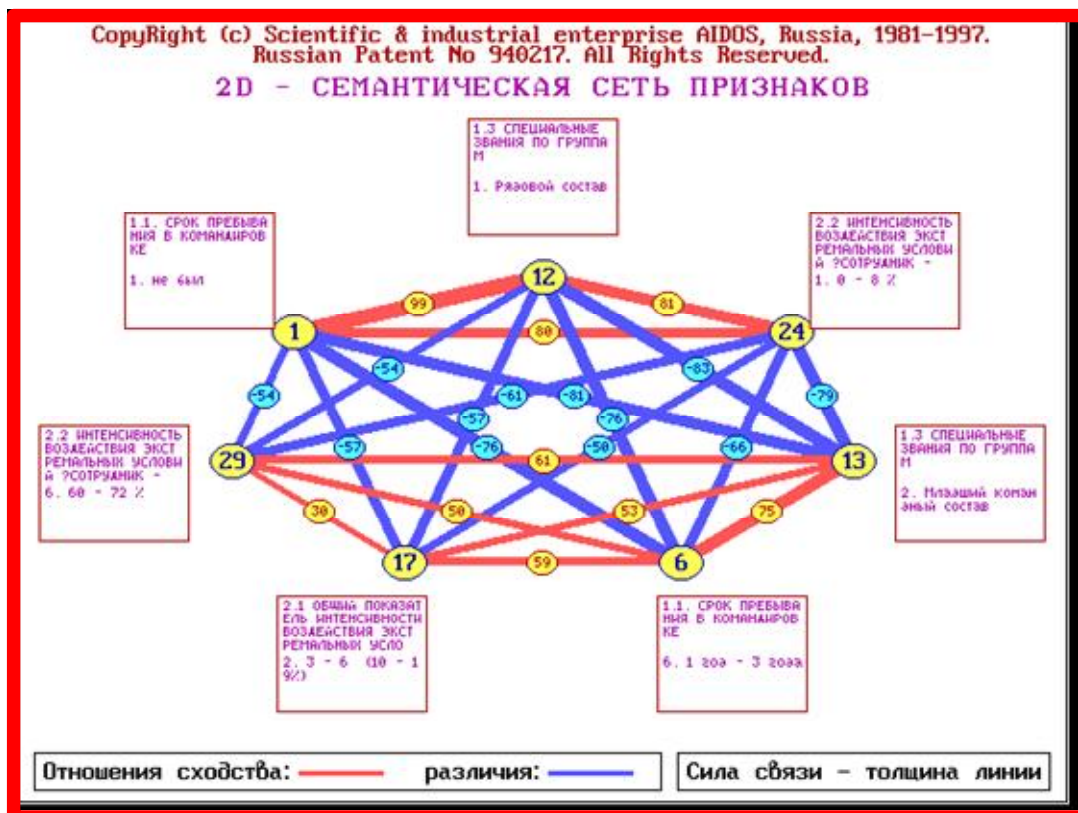 CopyRight (c) Scientific & industrial enterprise AIDOS, Russia, 1981-1997.
Russian Patent No 940217. All Rights Reserved.
2D - СЕМАНТИЧЕСКАЯ СЕТЬ ПРИЗНАКОВ
1.3 СПЕЦИАЛЬНЫЕ
ЗВАНИЯ ПО ГРУППА
М
1. Рядовой состав
1.1. СРОК ПРЕБЫВА
НИЯ В КОМАНДИРОВ
КЕ
1. не был
2.2 ИНТЕНСИВНОСТЬ
ВОЗДЕЙСТВИЯ ЭКСТ
РЕМАЛЬНЫХ УСЛОВИ
Й ?СОТРУДНИК -
1. 0 - 8 %
12
99
81
1
80
24
-54
-83
-54
-61
-81
-79
-57
-76
-57
-76
-50
-66
2.2 ИНТЕНСИВНОСТЬ
ВОЗДЕЙСТВИЯ ЭКСТ
РЕМАЛЬНЫХ УСЛОВИ
Й ?СОТРУДНИК -
6. 60 - 72 %
29
61
13
1.3 СПЕЦИАЛЬНЫЕ
ЗВАНИЯ ПО ГРУППА
М
2. Младший коман
дный состав
30
50
53
75
17
59
6
2.1 ОБЩИЙ ПОКАЗАТ
ЕЛЬ ИНТЕНСИВНОСТИ
ВОЗДЕЙСТВИЯ ЭКСТ
РЕМАЛЬНЫХ УСЛО
2. 3 - 6 (10 - 1
9%)
1.1. СРОК ПРЕБЫВА
НИЯ В КОМАНДИРОВ
КЕ
6. 1 год - 3 года
Отношения сходства: различия:
Сила связи - толщина линии